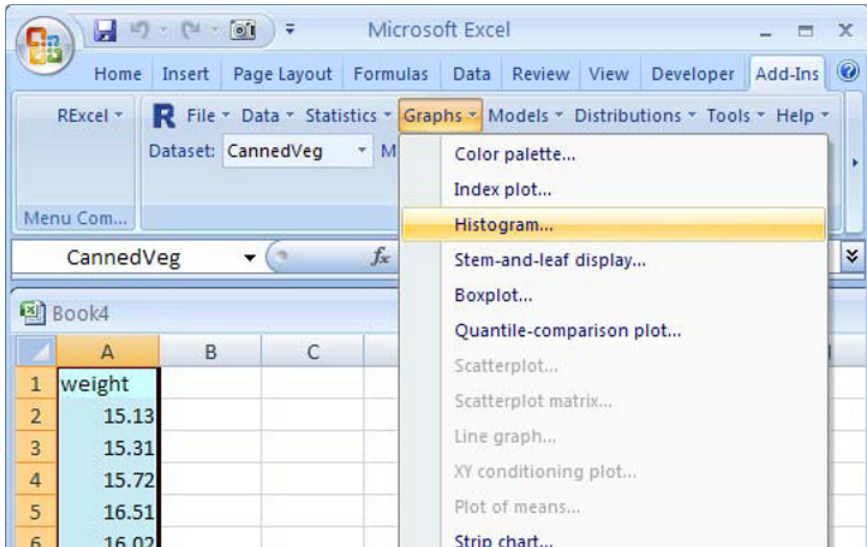 Microsoft Excel
Home Insert Page Layout Formulas Data Review View Developer Add-Ins
RExcel R File Data Statistics Graphs Models Distributions Tools Help
Dataset: CannedVeg M
Menu Com...
CannedVeg fx
Color palette...
Index plot...
Histogram...
Stem-and-leaf display...
Boxplot...
Quantile-comparison plot...
Scatterplot...
Scatterplot matrix...
Line graph...
XY conditioning plot...
Plot of means...
Strip chart...
Book4
A B C
1 weight
2 15.13
3 15.31
4 15.72
5 16.51
6 16.02